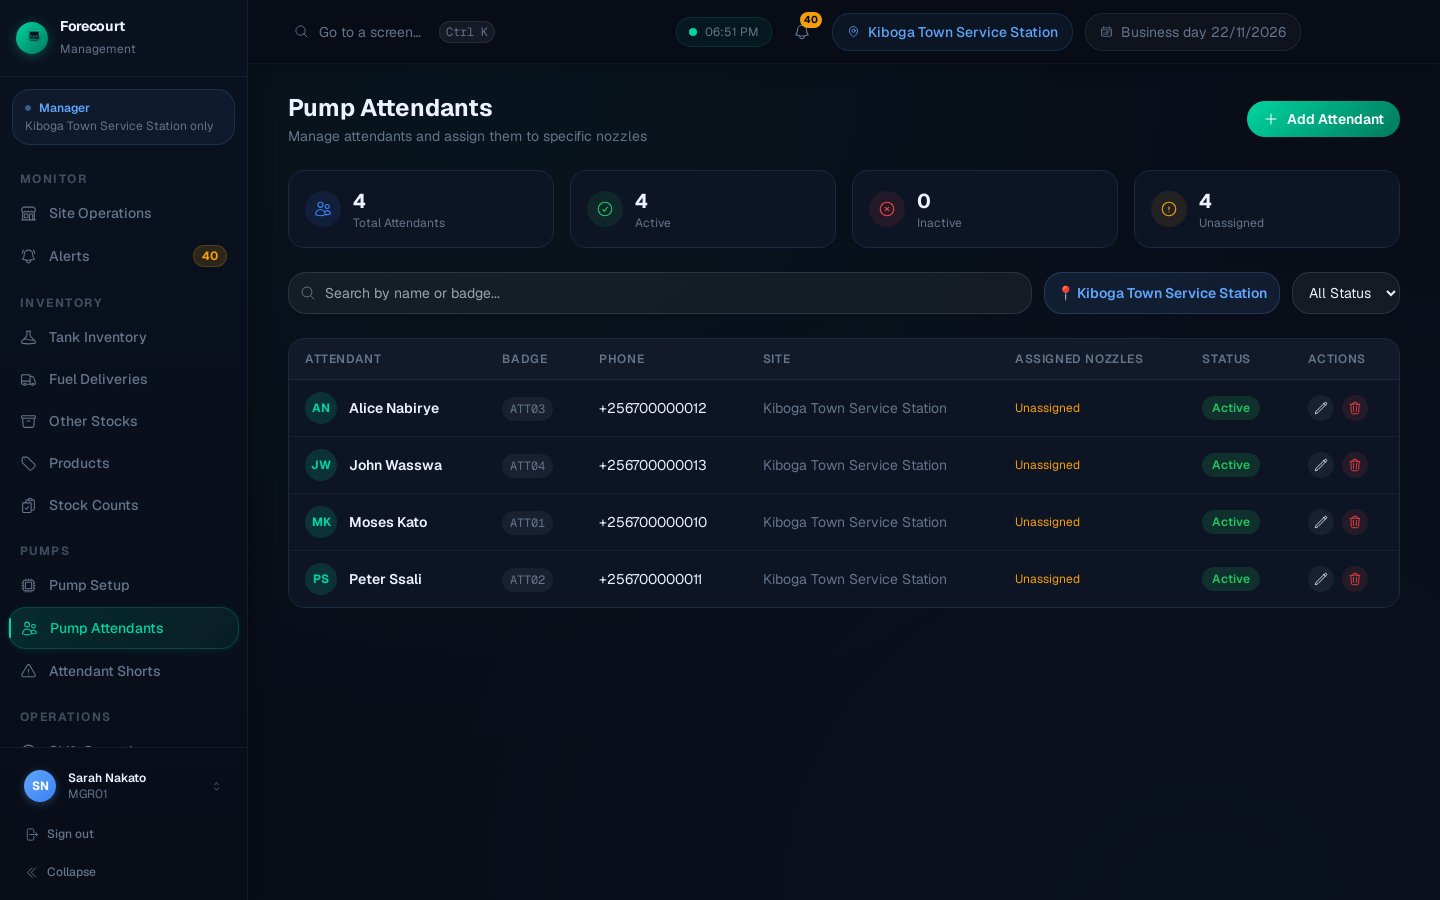 Forecourt
Management
Go to a screen...
Ctrl K
06:51 PM
40
Kiboga Town Service Station
Business day 22/11/2026
Manager
Kiboga Town Service Station only
MONITOR
Site Operations
Alerts
40
INVENTORY
Tank Inventory
Fuel Deliveries
Other Stocks
Products
Stock Counts
PUMPS
Pump Setup
Pump Attendants
Attendant Shorts
OPERATIONS
SN
Sarah Nakato
MGR01
Sign out
Collapse
Pump Attendants
Manage attendants and assign them to specific nozzles
Add Attendant
4
Total Attendants
4
Active
0
Inactive
4
Unassigned
Search by name or badge...
Kiboga Town Service Station
All Status
ATTENDANT BADGE PHONE SITE ASSIGNED NOZZLES STATUS ACTIONS
AN Alice Nabirye ATT03 +256700000012 Kiboga Town Service Station Unassigned Active
JW John Wasswa ATT04 +256700000013 Kiboga Town Service Station Unassigned Active
MK Moses Kato ATT01 +256700000010 Kiboga Town Service Station Unassigned Active
PS Peter Ssali ATT02 +256700000011 Kiboga Town Service Station Unassigned Active